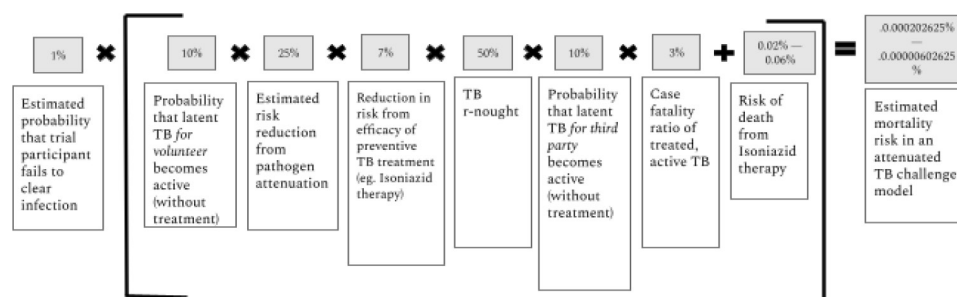 1%
10%
25%
7%
50%
10%
3%
0.02% —
0.06%
.0.000202625%
—
.0.00000602625
%
Estimated
probability
that trial
participant
fails to
clear
infection
Probability
that latent
TB for
volunteer
becomes
active
(without
treatment)
Estimated
risk
reduction
from
pathogen
attenuation
Reduction in
risk from
efficacy of
preventive
TB treatment
(eg. Isoniazid
therapy)
TB
r-nought
Probability
that latent
TB for third
party
becomes
active
(without
treatment)
Case
fatality
ratio of
treated,
active TB
Risk of
death
from
Isoniazid
therapy
Estimated
mortality
risk in an
attenuated
TB challenge
model